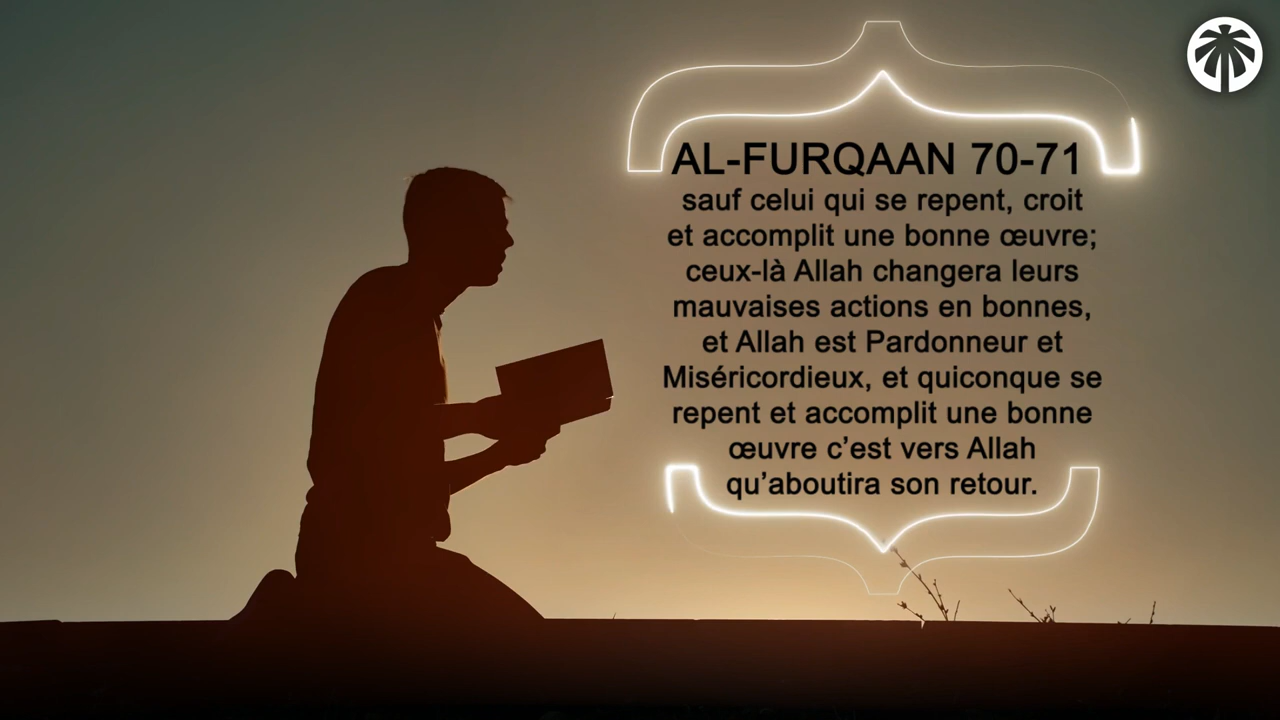 AL-FURQAAN 70-71
sauf celui qui se repent, croit
et accomplit une bonne œuvre;
ceux-là Allah changera leurs
mauvaises actions en bonnes,
et Allah est Pardonneur et
Miséricordieux, et quiconque se
repent et accomplit une bonne
œuvre c’est vers Allah
qu’aboutira son retour.